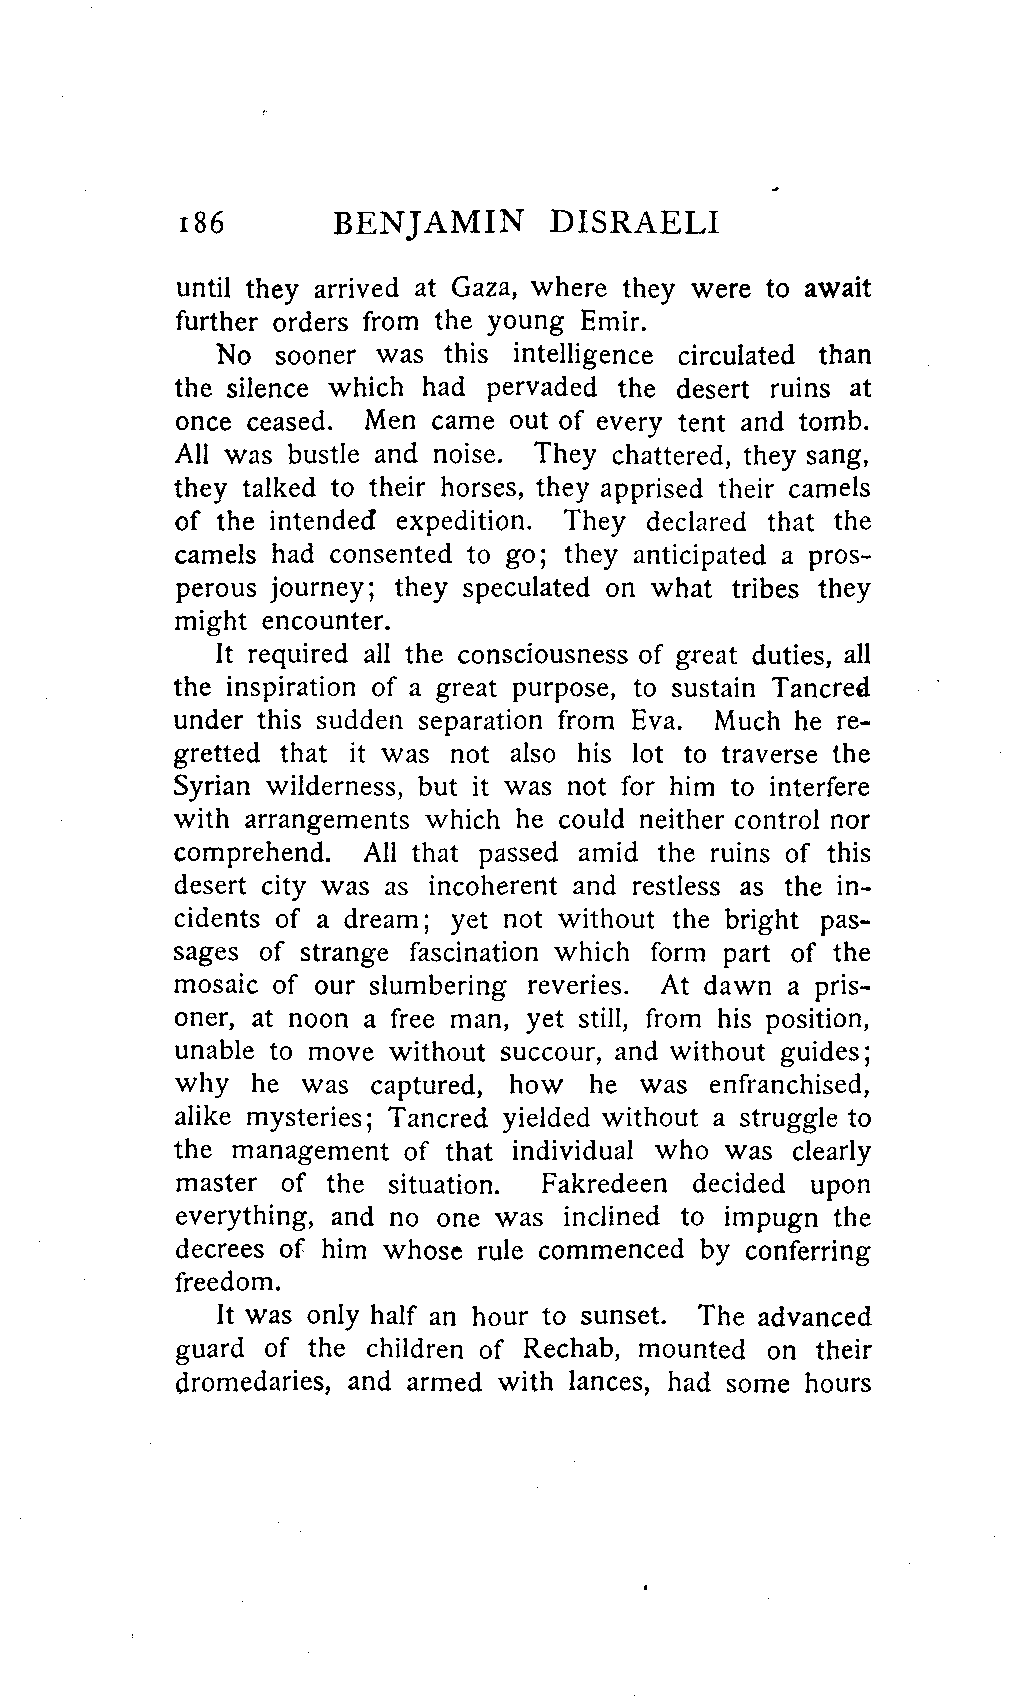 186 BENJAMIN DISRAELI
until they arrived at Gaza, where they were to await
further orders from the young Emir.
No sooner was this intelligence circulated than
the silence which had pervaded the desert ruins at
once ceased. Men came out of every tent and tomb.
All was bustle and noise. They chattered, they sang,
they talked to their horses, they apprised their camels
of the intended expedition. They declared that the
camels had consented to go; they anticipated a pros-
perous journey; they speculated on what tribes they
might encounter.
It required all the consciousness of great duties, all
the inspiration of a great purpose, to sustain Tancred
under this sudden separation from Eva. Much he re-
gretted that it was not also his lot to traverse the
Syrian wilderness, but it was not for him to interfere
with arrangements which he could neither control nor
comprehend. All that passed amid the ruins of this
desert city was as incoherent and restless as the in-
cidents of a dream; yet not without the bright pas-
sages of strange fascination which form part of the
mosaic of our slumbering reveries. At dawn a pris-
oner, at noon a free man, yet still, from his position,
unable to move without succour, and without guides;
why he was captured, how he was enfranchised,
alike mysteries; Tancred yielded without a struggle to
the management of that individual who was clearly
master of the situation. Fakredeen decided upon
everything, and no one was inclined to impugn the
decrees of him whose rule commenced by conferring
freedom.
It was only half an hour to sunset. The advanced
guard of the children of Rechab, mounted on their
dromedaries, and armed with lances, had some hours